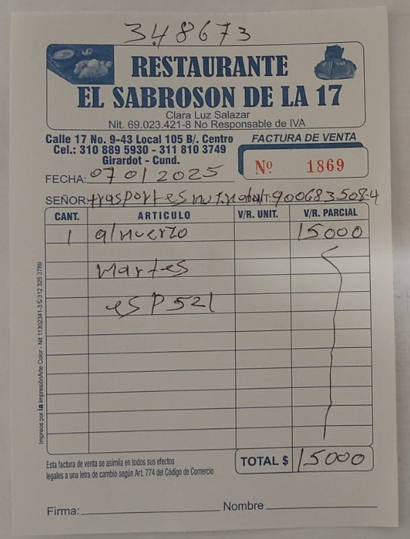 348673
RESTAURANTE
EL SABROSON DE LA 17
Clara Luz Salazar
Nit. 69.023.421-8 No Responsable de IVA
Calle 17 No. 9-43 Local 105 B/. Centro
Cel.: 310 889 5930 - 311 810 3749
Girardot - Cund.
FACTURA DE VENTA
Nº 1869
FECHA: 07 01 2025
SEÑOR: NIT: 900683508-4
CANT. ARTICULO V/R. UNIT. V/R. PARCIAL
1 almuerzo 15000
Martes
esP521
Esta factura de venta se asimila en todos sus efectos
legales a una letra de cambio según Art. 774 del Código de Comercio
TOTAL $ 15000
Firma: Nombre